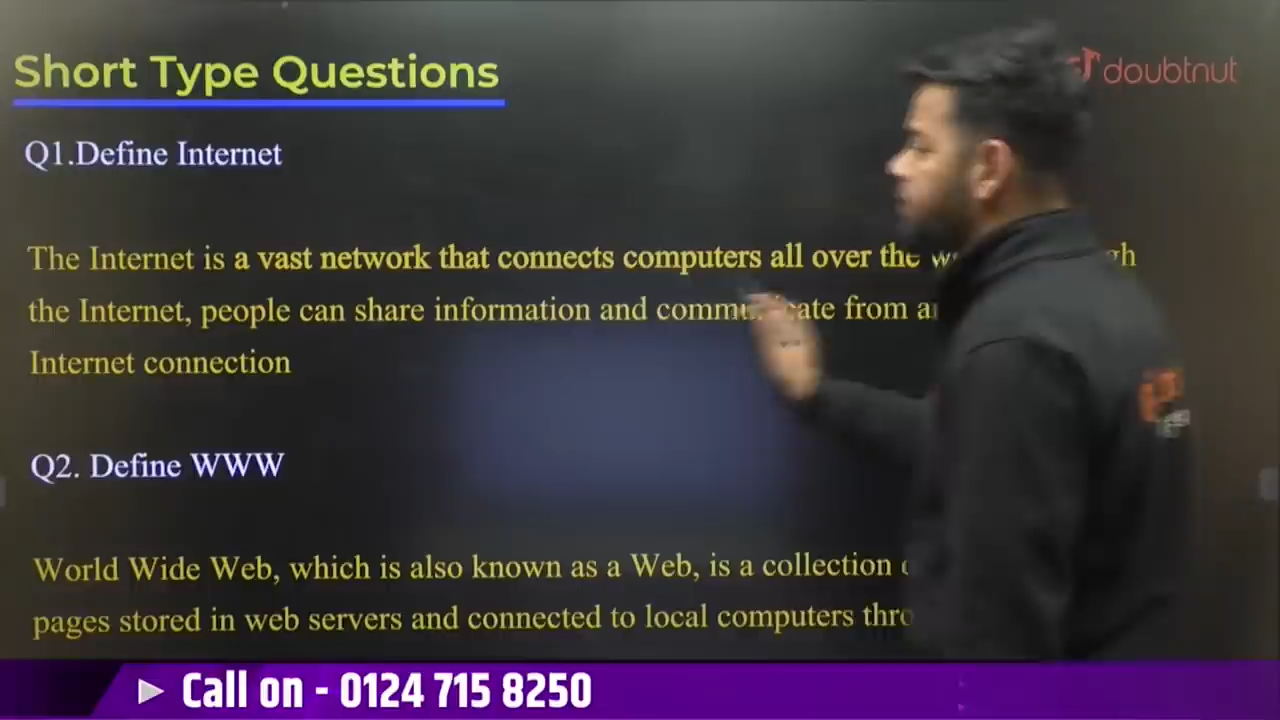 Short Type Questions
doubtnut
Q1.Define Internet
The Internet is a vast network that connects computers all over the
the Internet, people can share information and communicate from
Internet connection
Q2. Define WWW
World Wide Web, which is also known as a Web, is a collection
pages stored in web servers and connected to local computers
Call on - 0124 715 8250